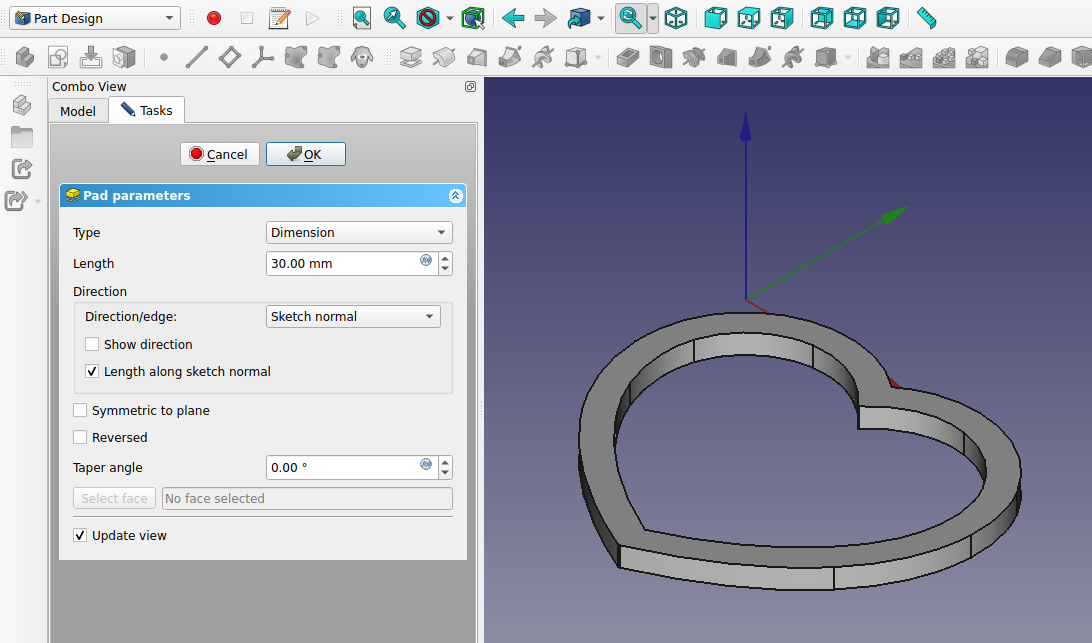 Part Design
Combo View
Model
Tasks
Cancel
OK
Pad parameters
Type
Dimension
Length
30.00 mm
Direction
Direction/edge:
Sketch normal
Show direction
Length along sketch normal
Symmetric to plane
Reversed
Taper angle
0.00 °
Select face
No face selected
Update view